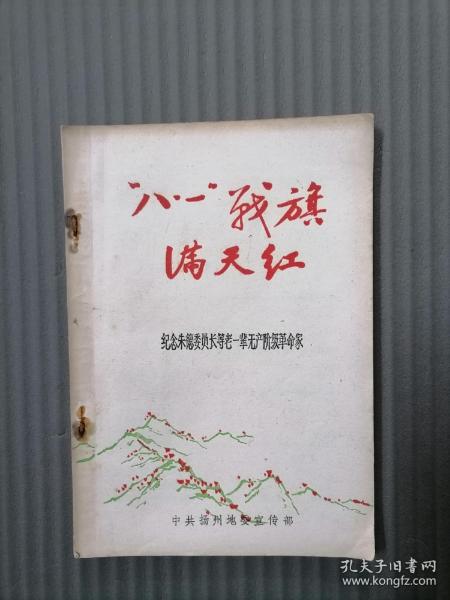 “八·一”战旗
满天红
纪念朱德委员长等老一辈无产阶级革命家
中共扬州地委宣传部
孔夫子旧书网
www.kongfz.com